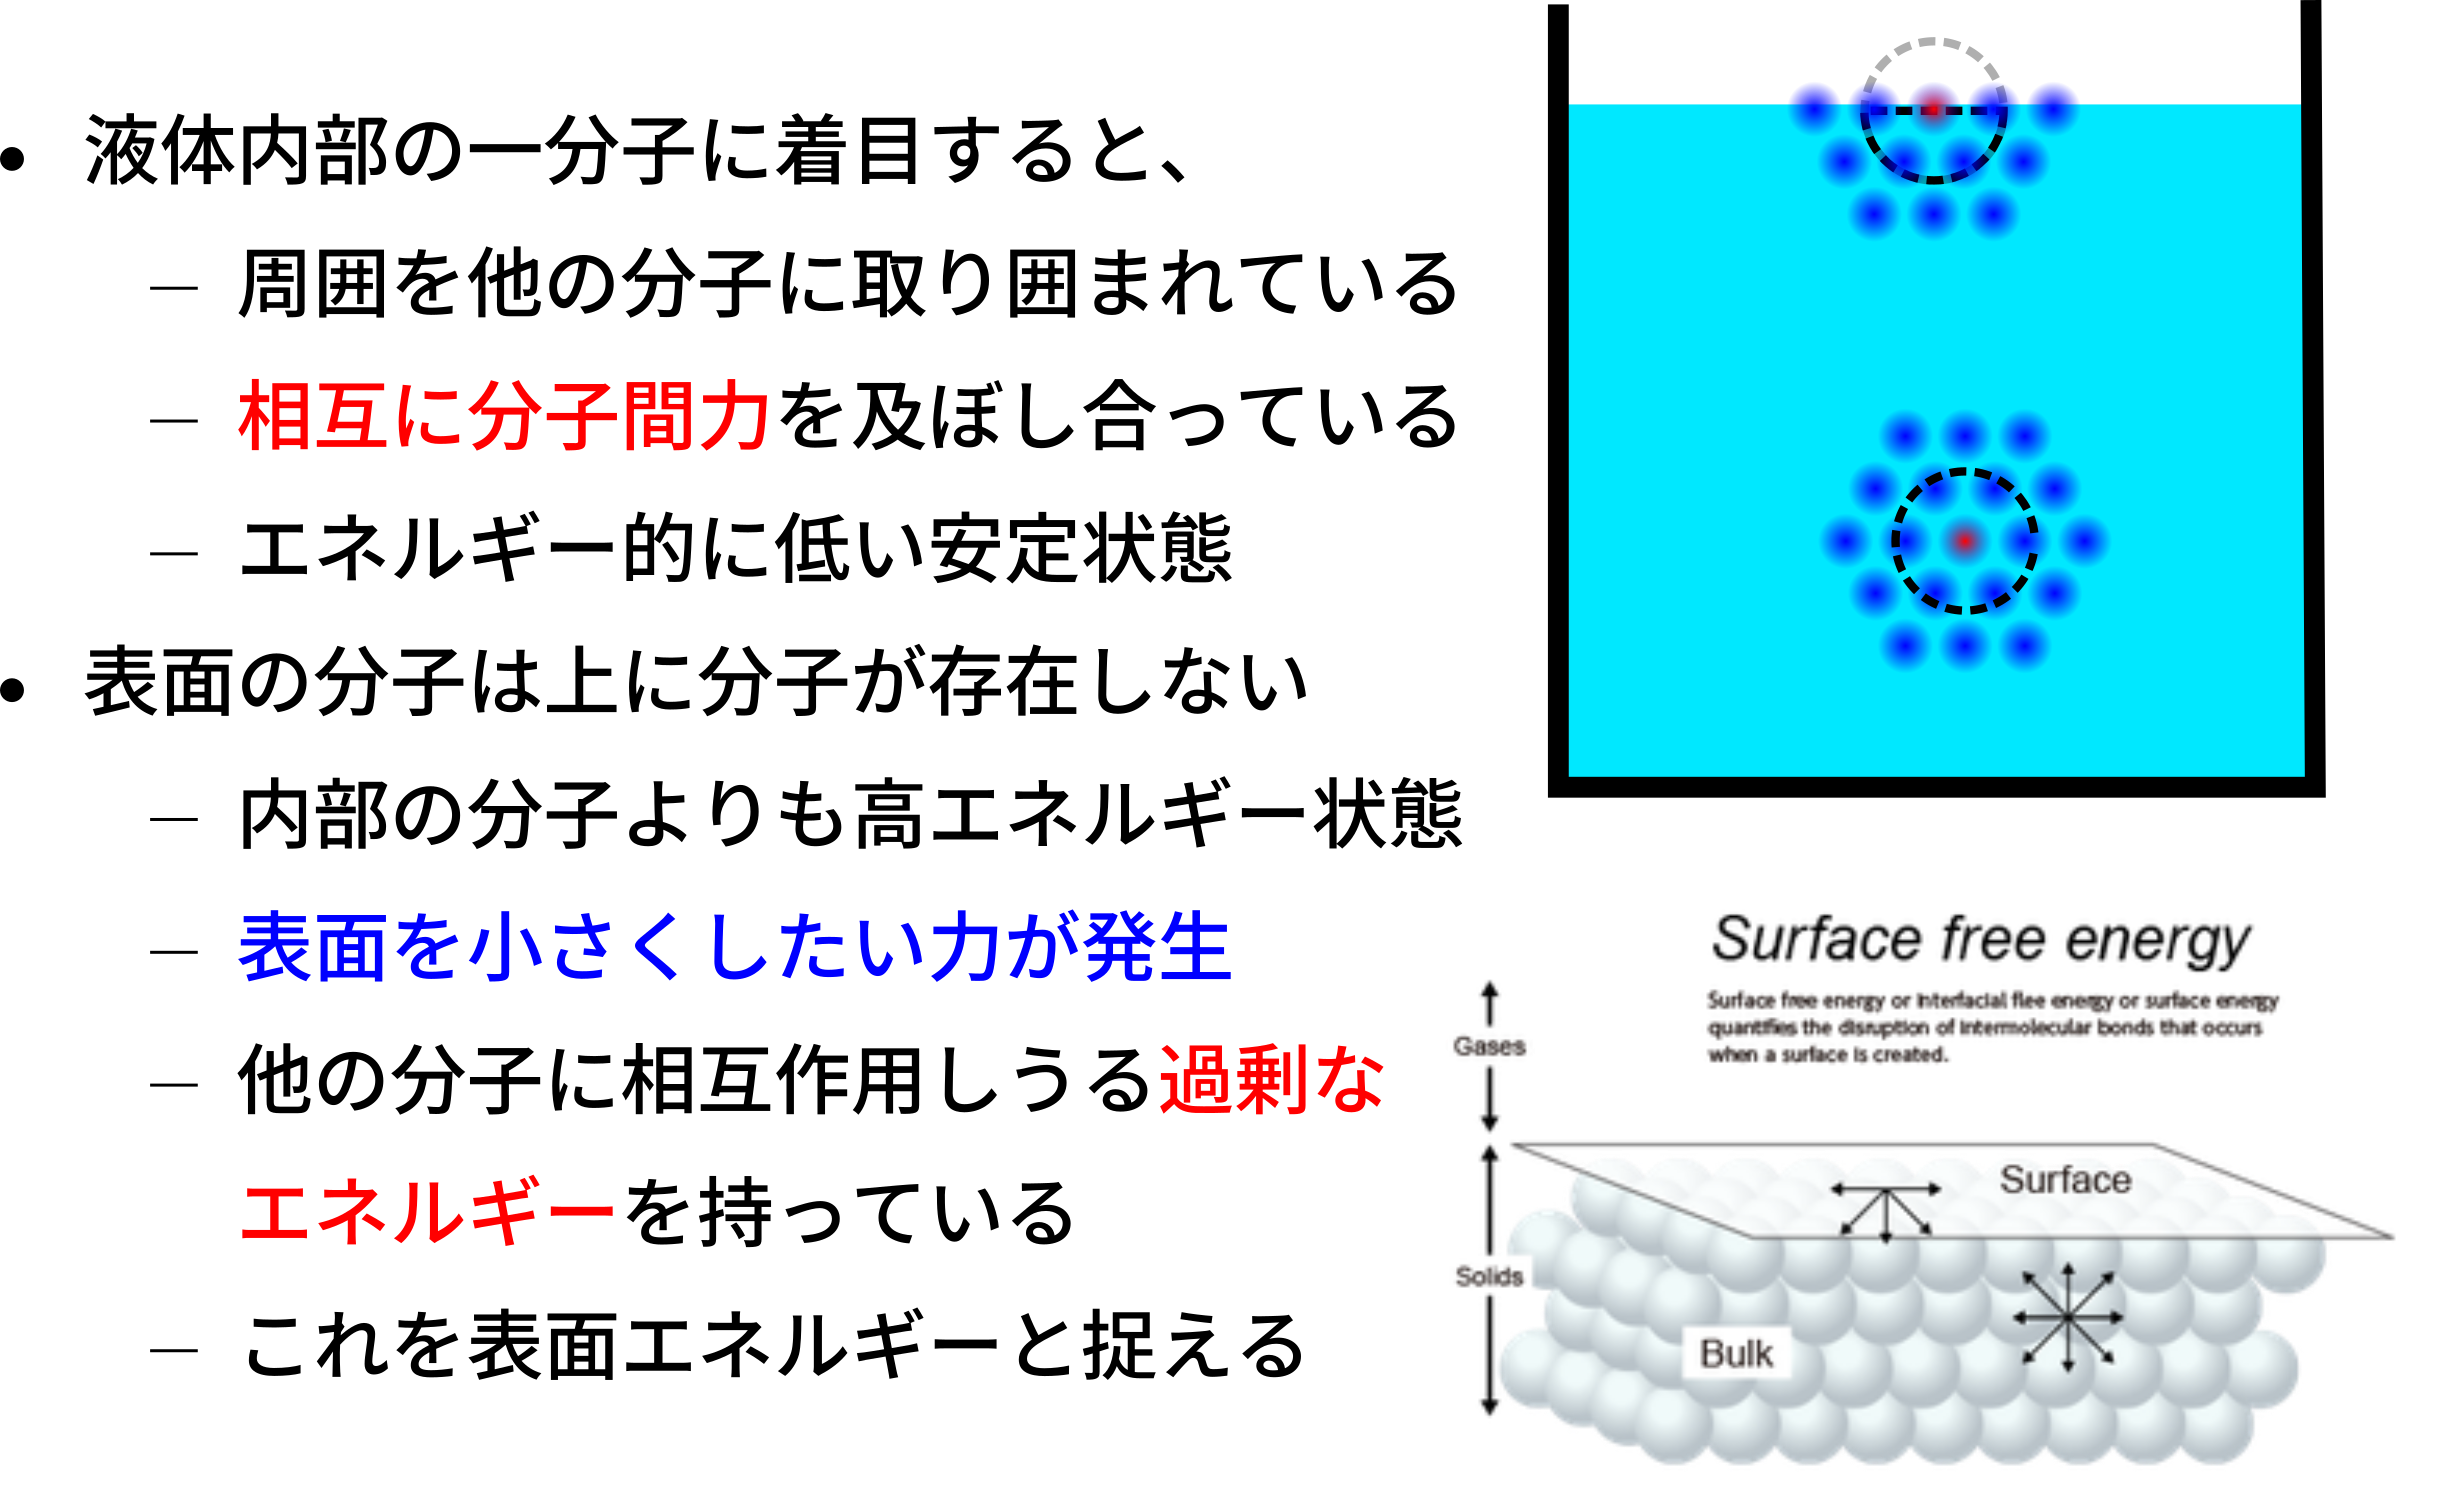 • 液体内部の一分子に着目すると、
― 周囲を他の分子に取り囲まれている
― 相互に分子間力を及ぼし合っている
― エネルギー的に低い安定状態
• 表面の分子は上に分子が存在しない
― 内部の分子よりも高エネルギー状態
― 表面を小さくしたい力が発生
― 他の分子に相互作用しうる過剰な
エネルギーを持っている
― これを表面エネルギーと捉える
Surface free energy
Surface free energy or interfacial flee energy or surface energy
quantifies the disruption of intermolecular bonds that occurs
when a surface is created.
Gases
Surface
Solids
Bulk